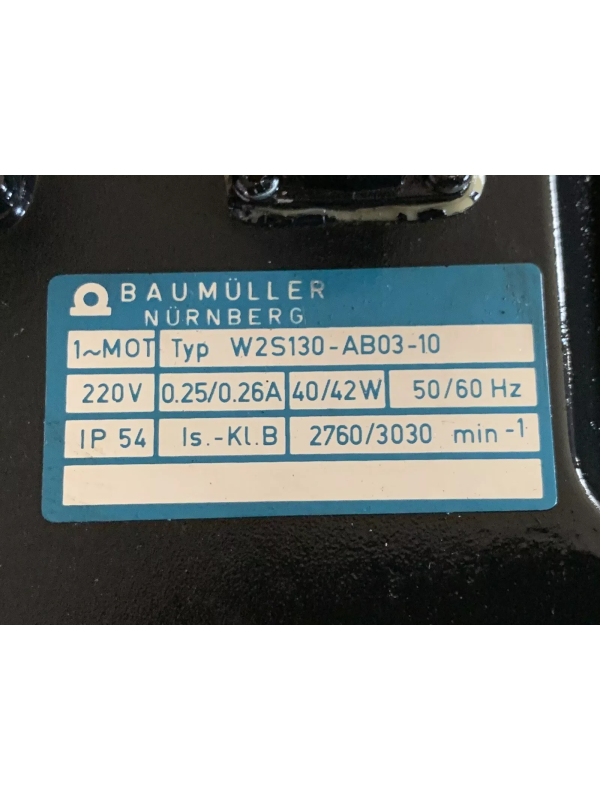 BAUMÜLLER
NÜRNBERG
1~MOT Typ W2S130-AB03-10
220V 0.25/0.26A 40/42W 50/60 Hz
IP 54 Is.-Kl.B 2760/3030 min-1